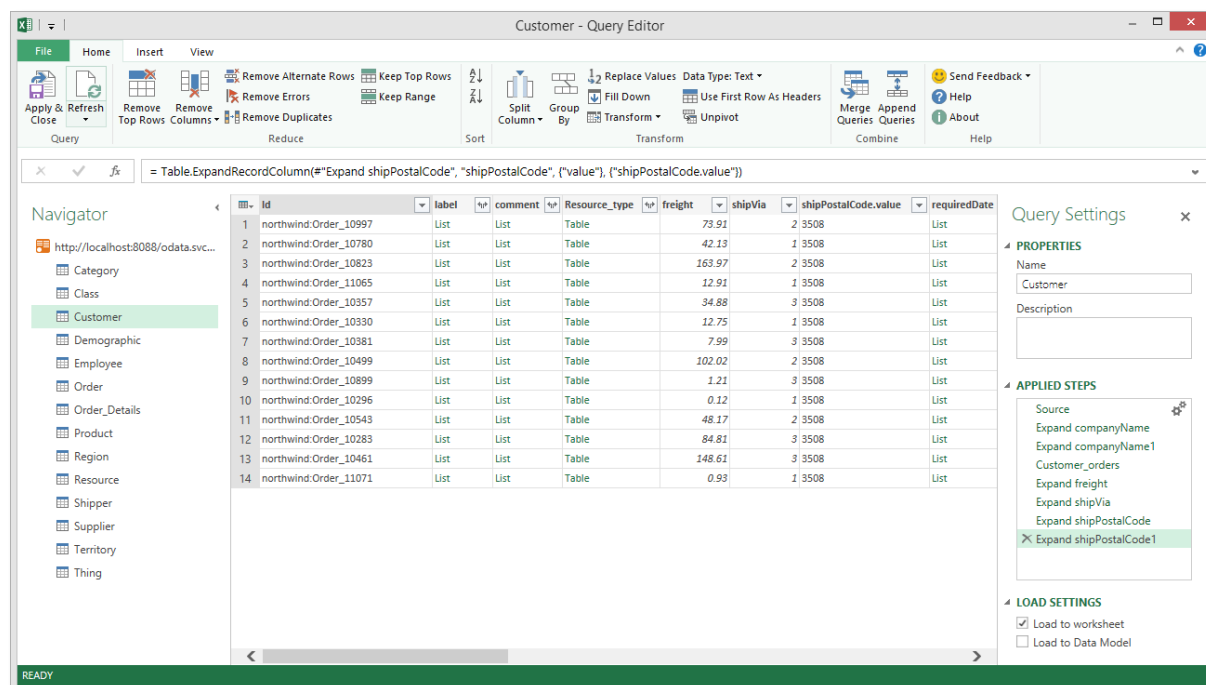 Customer - Query Editor
File Home Insert View
Apply & Close
Refresh
Query
Remove Top Rows
Remove Columns
Remove Alternate Rows
Remove Errors
Remove Duplicates
Keep Top Rows
Keep Range
Reduce
Sort
Split Column
Group By
Replace Values
Fill Down
Transform
Data Type: Text
Use First Row As Headers
Unpivot
Transform
Merge Queries
Append Queries
Combine
Send Feedback
Help
About
Help
fx = Table.ExpandRecordColumn(#"Expand shipPostalCode", "shipPostalCode", {"value"}, {"shipPostalCode.value"})
Navigator
http://localhost:8088/odata.svc...
Category
Class
Customer
Demographic
Employee
Order
Order_Details
Product
Region
Resource
Shipper
Supplier
Territory
Thing
Id label comment Resource_type freight shipVia shipPostalCode.value requiredDate
1 northwind:Order_10997 List List Table 73.91 2 3508 List
2 northwind:Order_10780 List List Table 42.13 1 3508 List
3 northwind:Order_10823 List List Table 163.97 2 3508 List
4 northwind:Order_11065 List List Table 12.91 1 3508 List
5 northwind:Order_10357 List List Table 34.88 3 3508 List
6 northwind:Order_10330 List List Table 12.75 1 3508 List
7 northwind:Order_10381 List List Table 7.99 3 3508 List
8 northwind:Order_10499 List List Table 102.02 2 3508 List
9 northwind:Order_10899 List List Table 1.21 3 3508 List
10 northwind:Order_10296 List List Table 0.12 1 3508 List
11 northwind:Order_10543 List List Table 48.17 2 3508 List
12 northwind:Order_10283 List List Table 84.81 3 3508 List
13 northwind:Order_10461 List List Table 148.61 3 3508 List
14 northwind:Order_11071 List List Table 0.93 1 3508 List
Query Settings
PROPERTIES
Name
Customer
Description
APPLIED STEPS
Source
Expand companyName
Expand companyName1
Customer_orders
Expand freight
Expand shipVia
Expand shipPostalCode
Expand shipPostalCode1
LOAD SETTINGS
Load to worksheet
Load to Data Model
READY